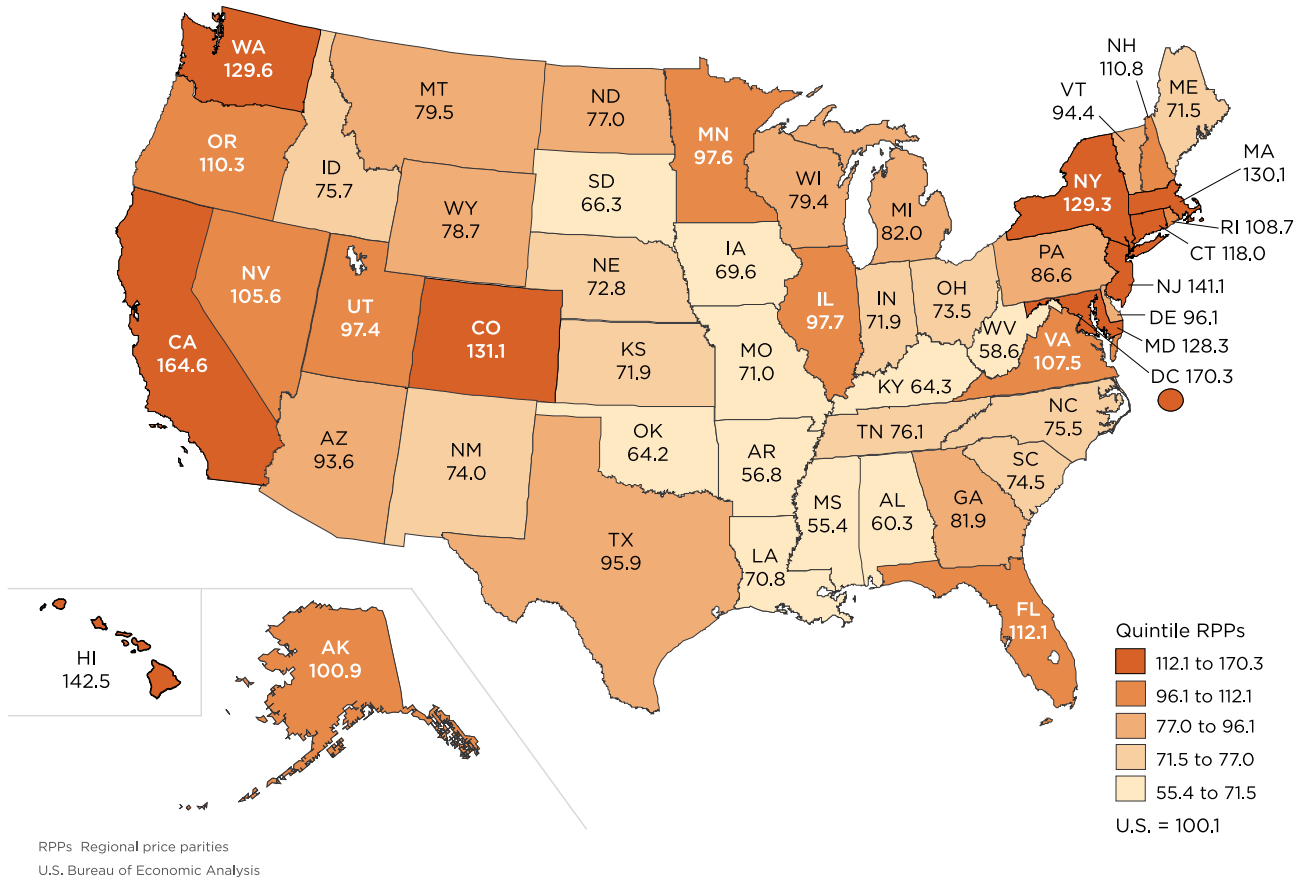 WA
129.6
MT
79.5
ND
77.0
MN
97.6
NH
110.8
VT
94.4
ME
71.5
OR
110.3
ID
75.7
SD
66.3
WI
79.4
MI
82.0
NY
129.3
MA
130.1
RI 108.7
CT 118.0
WY
78.7
NV
105.6
UT
97.4
CO
131.1
NE
72.8
IA
69.6
IL
97.7
IN
71.9
OH
73.5
PA
86.6
NJ 141.1
DE 96.1
MD 128.3
DC 170.3
WV
58.6
VA
107.5
CA
164.6
KS
71.9
MO
71.0
KY 64.3
NC
75.5
TN 76.1
SC
74.5
AZ
93.6
NM
74.0
OK
64.2
AR
56.8
MS
55.4
AL
60.3
GA
81.9
TX
95.9
LA
70.8
FL
112.1
HI
142.5
AK
100.9
Quintile RPPs
112.1 to 170.3
96.1 to 112.1
77.0 to 96.1
71.5 to 77.0
55.4 to 71.5
U.S. = 100.1
RPPs Regional price parities
U.S. Bureau of Economic Analysis